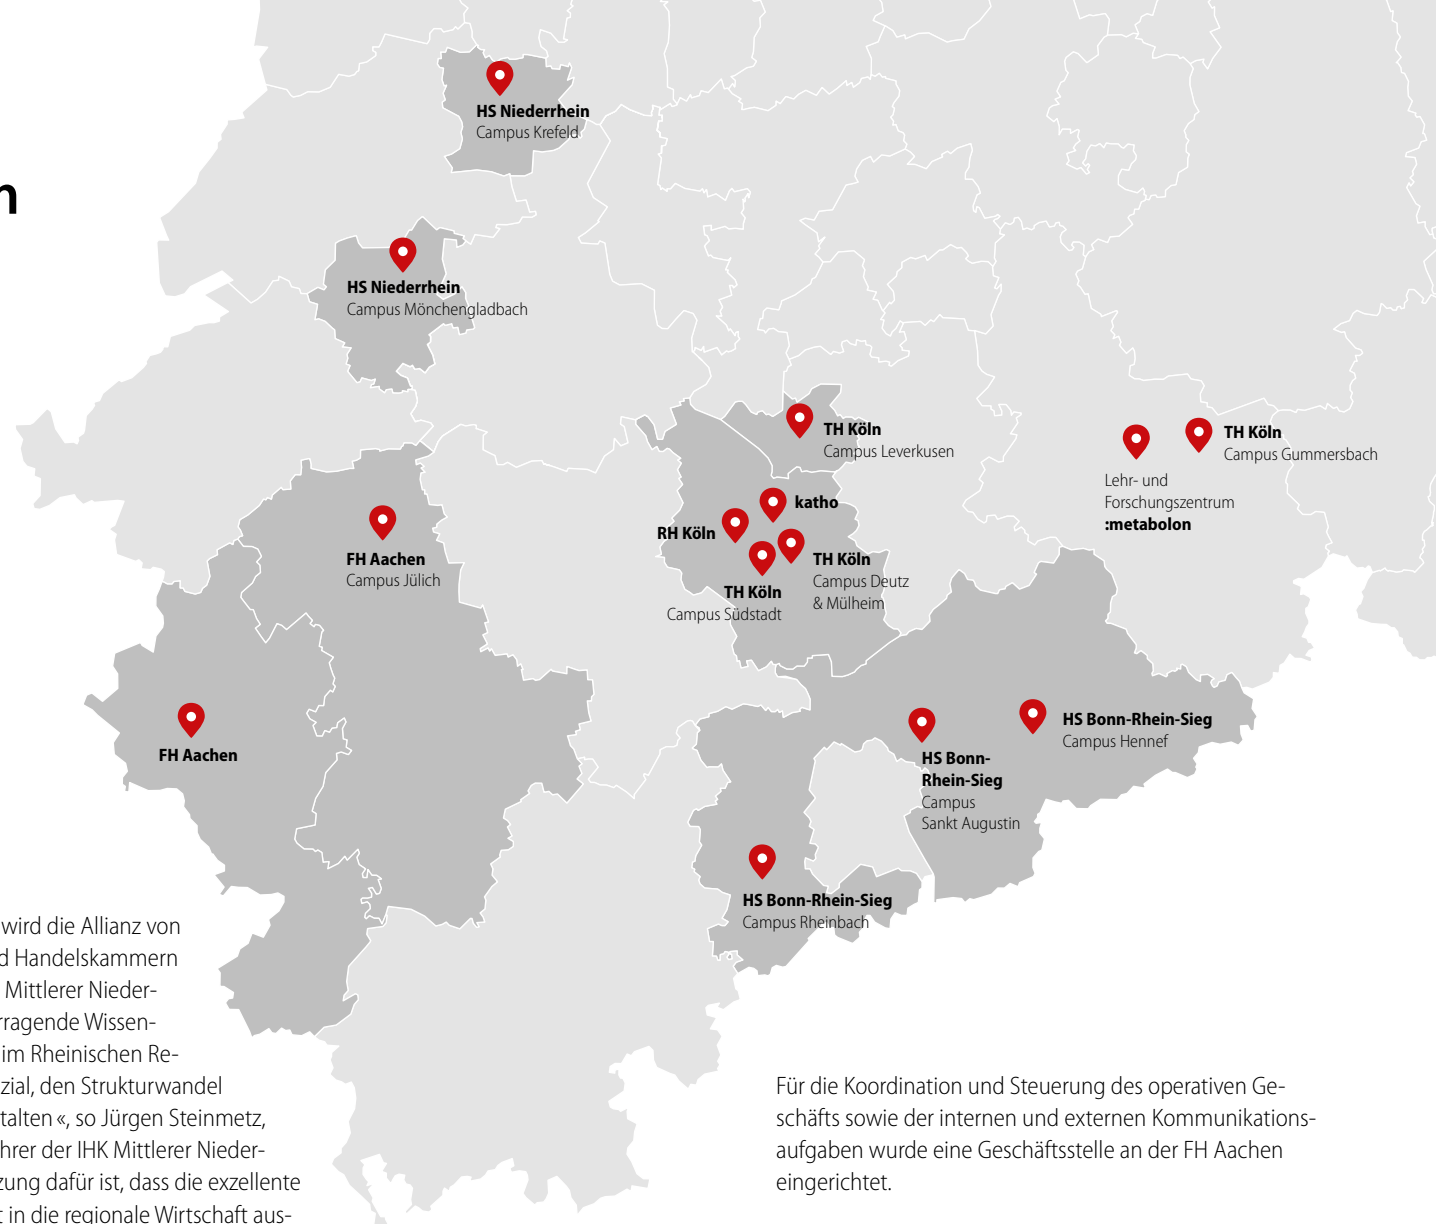 n
HS Niederrhein
Campus Krefeld
HS Niederrhein
Campus Mönchengladbach
TH Köln
Campus Leverkusen
TH Köln
Campus Gummersbach
Lehr- und
Forschungszentrum
:metabolon
katho
RH Köln
FH Aachen
Campus Jülich
TH Köln
Campus Deutz
& Mülheim
TH Köln
Campus Südstadt
FH Aachen
HS Bonn-Rhein-Sieg
Campus Hennef
HS Bonn-
Rhein-Sieg
Campus
Sankt Augustin
HS Bonn-Rhein-Sieg
Campus Rheinbach
wird die Allianz von
d Handelskammern
Mittlerer Nieder-
rragende Wissen-
im Rheinischen Re-
zial, den Strukturwandel
talten«, so Jürgen Steinmetz,
hrer der IHK Mittlerer Nieder-
zung dafür ist, dass die exzellente
t in die regionale Wirtschaft aus-
Für die Koordination und Steuerung des operativen Ge-
schäfts sowie der internen und externen Kommunikations-
aufgaben wurde eine Geschäftsstelle an der FH Aachen
eingerichtet.